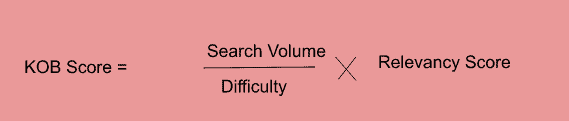 KOB Score =
Search Volume
Difficulty
X
Relevancy Score